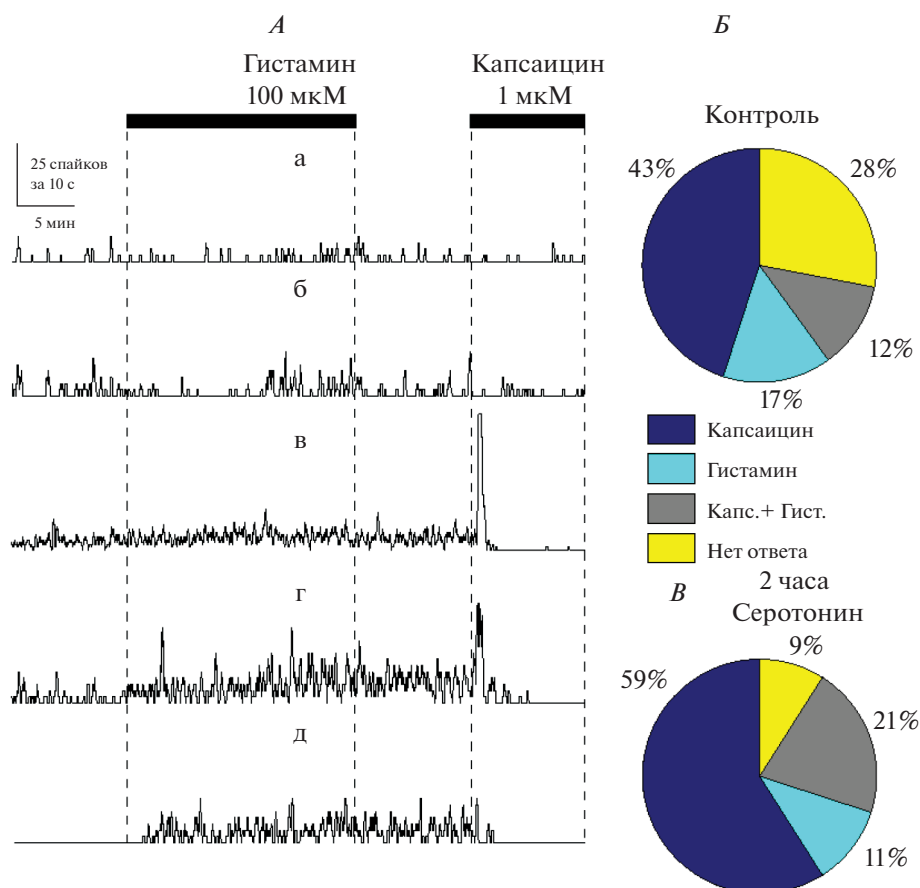 А
Гистамин
100 мкМ
Капсаицин
1 мкМ
25 спайков
за 10 с
5 мин
а
б
в
г
д
Б
Контроль
43%
28%
12%
17%
Капсаицин
Гистамин
Капс.+ Гист.
Нет ответа
В
2 часа
Серотонин
9%
59%
21%
11%